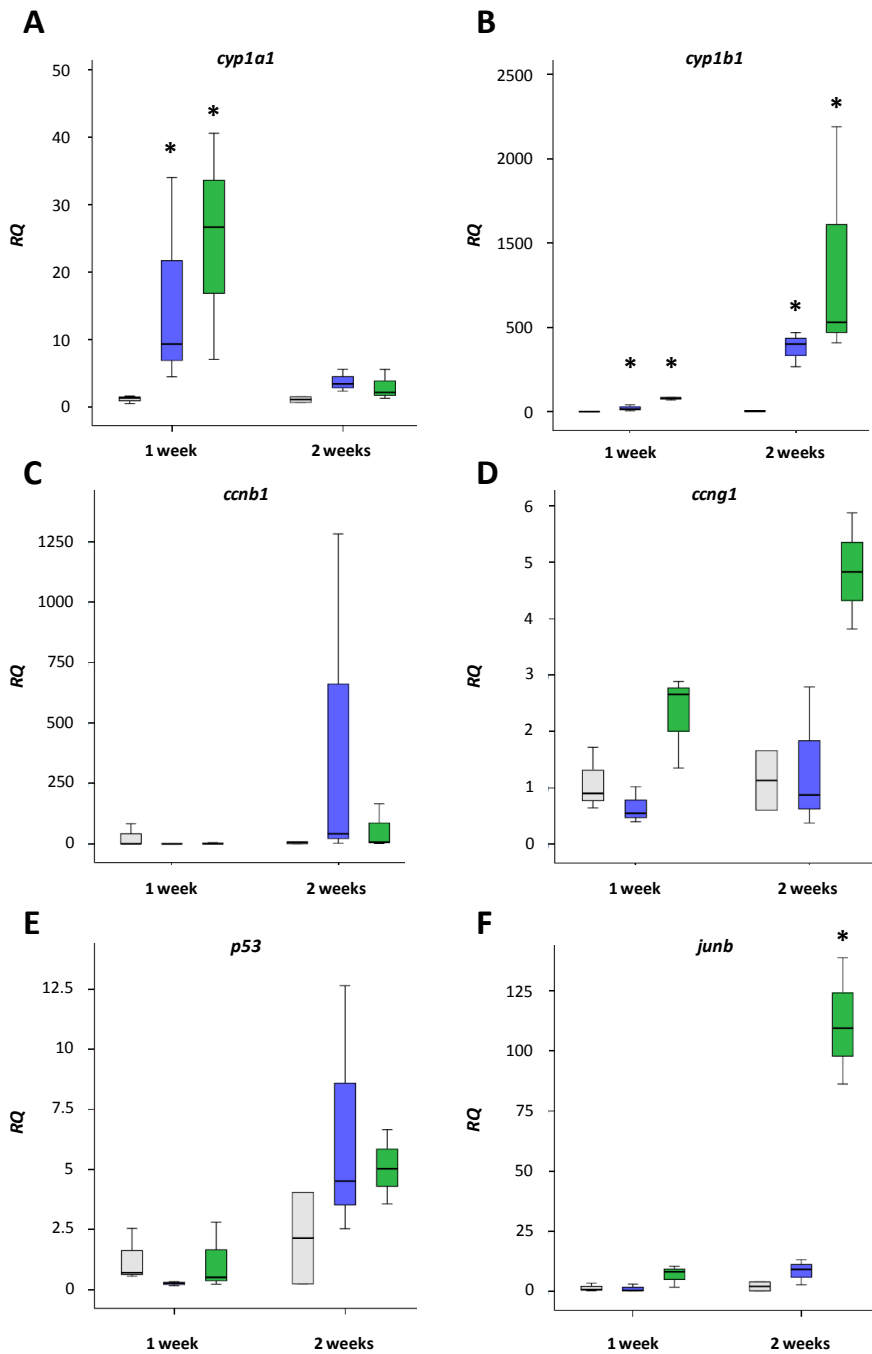 A
cyp1a1
50
40
30
20
10
0
RQ
*
*
1 week
2 weeks
B
cyp1b1
2500
2000
1500
500
0
RQ
*
*
*
*
1 week
2 weeks
C
ccnb1
1250
1000
750
500
250
0
RQ
1 week
2 weeks
D
ccng1
6
5
4
3
2
1
0
RQ
1 week
2 weeks
E
p53
12.5
10
7.5
5
2.5
0
RQ
1 week
2 weeks
F
junb
125
100
75
50
25
0
RQ
*
1 week
2 weeks